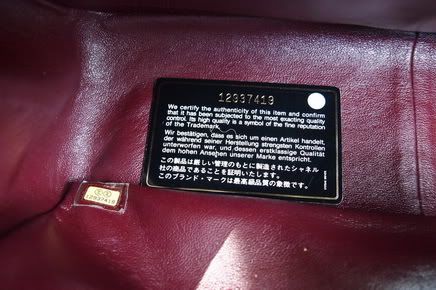 12937419
We certify the authenticity of this item and confirm
that it has been subjected to the most exacting quality
control. Its high quality is a symbol of the fine reputation
of the Trademark.
Wir bestätigen, dass es sich um einen Artikel handelt,
der während seiner Herstellung strengsten Kontrollen
unterworfen war, und dessen erstklassige Qualität
dem hohen Ansehen unserer Marke entspricht.
この製品は厳しい管理のもとに製造されたシャネル
社の商品であることを証明いたします。
このブランド・マークは最高級品質の象徴です。
12937419